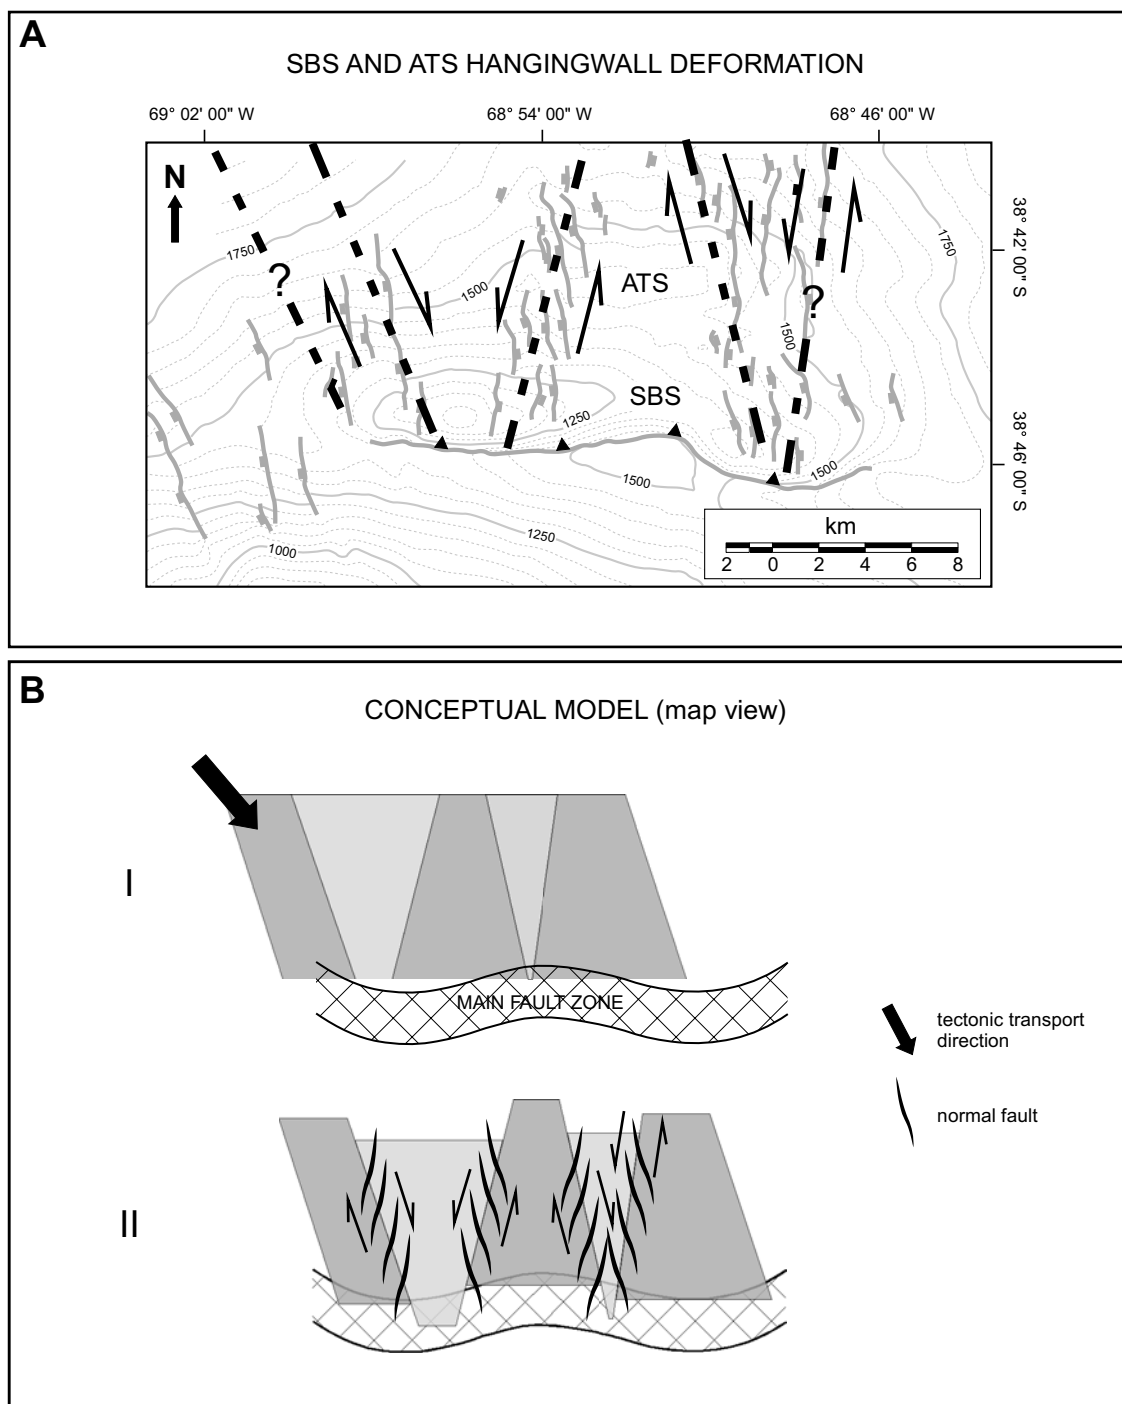 A
SBS AND ATS HANGINGWALL DEFORMATION
69° 02' 00" W 68° 54' 00" W 68° 46' 00" W
N
1750
1750
38° 42' 00" S
?
1500
ATS
?
1500
SBS
1250
1500
1500
38° 46' 00" S
1250
1000
km
2 0 2 4 6 8
B
CONCEPTUAL MODEL (map view)
I
MAIN FAULT ZONE
tectonic transport
direction
normal fault
II